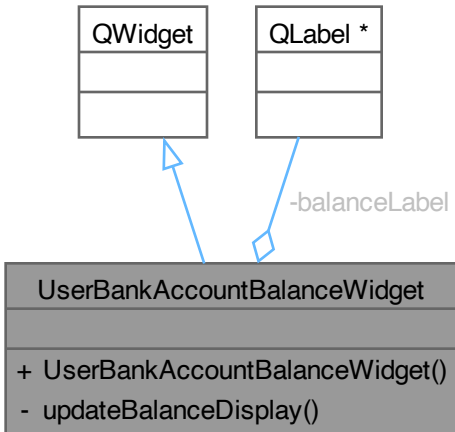 QWidget
QLabel *
-balanceLabel
UserBankAccountBalanceWidget
+ UserBankAccountBalanceWidget()
- updateBalanceDisplay()